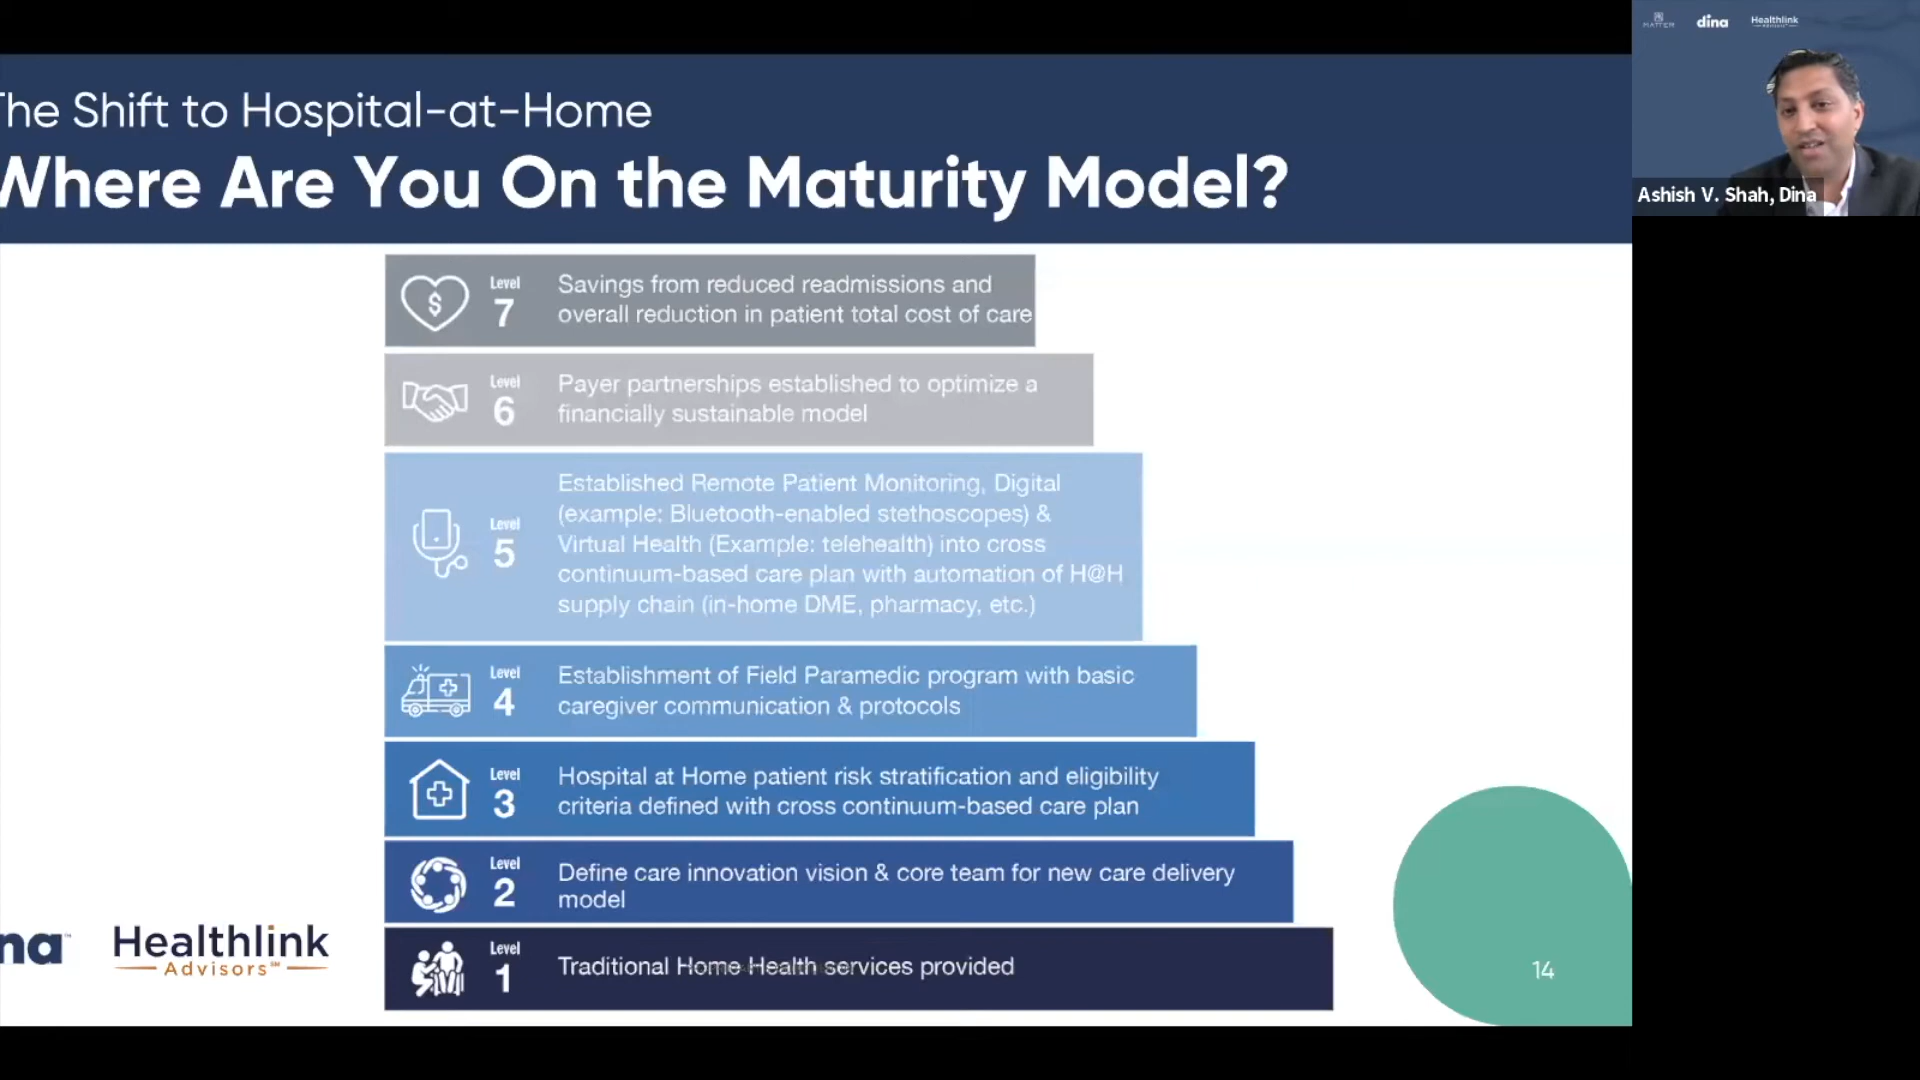 The Shift to Hospital-at-Home
Where Are You On the Maturity Model?
Level
7
Savings from reduced readmissions and
overall reduction in patient total cost of care
Level
6
Payer partnerships established to optimize a
financially sustainable model
Level
5
Established Remote Patient Monitoring, Digital
(example: Bluetooth-enabled stethoscopes) &
Virtual Health (Example: telehealth) into cross
continuum-based care plan with automation of H@H
supply chain (in-home DME, pharmacy, etc.)
Level
4
Establishment of Field Paramedic program with basic
caregiver communication & protocols
Level
3
Hospital at Home patient risk stratification and eligibility
criteria defined with cross continuum-based care plan
Level
2
Define care innovation vision & core team for new care delivery
model
Level
1
Traditional Home Health services provided
na™
Healthlink
Advisors℠
14
MATTER
dina
Healthlink
Advisors
Ashish V. Shah, Dina